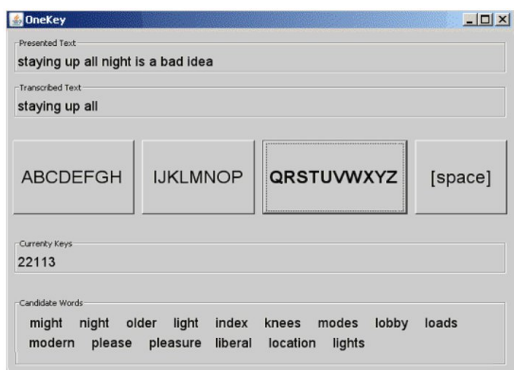 OneKey
Presented Text
staying up all night is a bad idea
Transcribed Text
staying up all
ABCDEFGH IJKLMNOP QRSTUVWXYZ [space]
Currenty Keys
22113
Candidate Words
might night older light index knees modes lobby loads
modern please pleasure liberal location lights